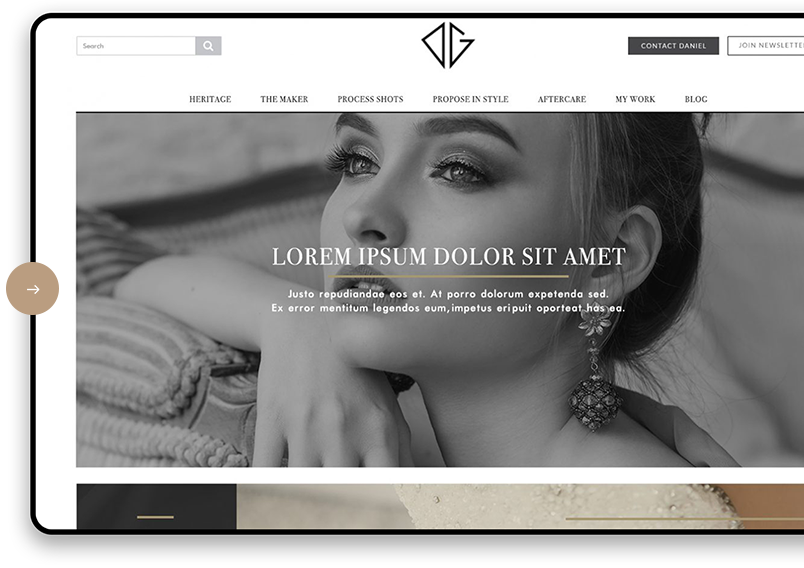 Search
DG
CONTACT DANIEL
JOIN NEWSLETTE
HERITAGE
THE MAKER
PROCESS SHOTS
PROPOSE IN STYLE
AFTERCARE
MY WORK
BLOG
LOREM IPSUM DOLOR SIT AMET
Justo repudiandae eos et. At porro dolorum expetenda sed.
Ex error mentitum legendos eum,impetus eripuit oporteat has ea.